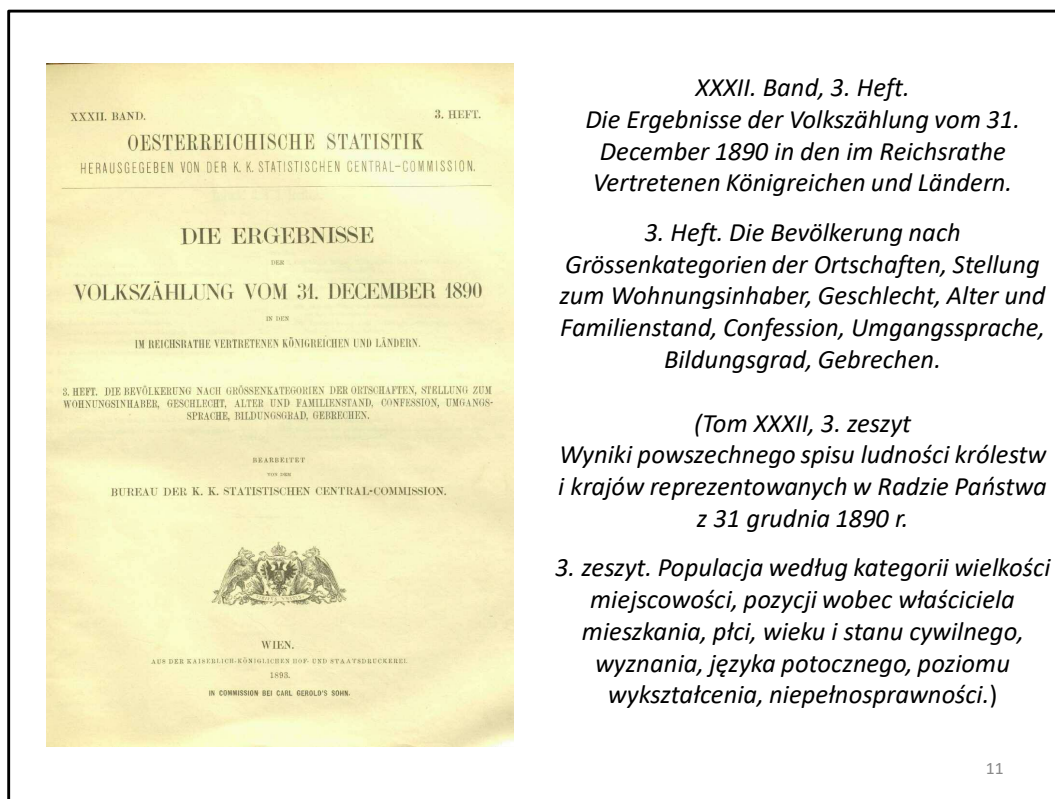 XXXII. BAND. 3. HEFT.
OESTERREICHISCHE STATISTIK
HERAUSGEGEBEN VON DER K. K. STATISTISCHEN CENTRAL-COMMISSION.
DIE ERGEBNISSE
DER
VOLKSZÄHLUNG VOM 31. DECEMBER 1890
IN DEN
IM REICHSRATHE VERTRETENEN KÖNIGREICHEN UND LÄNDERN.
3. HEFT. DIE BEVÖLKERUNG NACH GRÖSSENKATEGORIEN DER ORTSCHAFTEN, STELLUNG ZUM
WOHNUNGSINHABER, GESCHLECHT, ALTER UND FAMILIENSTAND, CONFESSION, UMGANGS-
SPRACHE, BILDUNGSGRAD, GEBRECHEN.
BEARBEITET
VON DEM
BUREAU DER K. K. STATISTISCHEN CENTRAL-COMMISSION.
WIEN.
AUS DER KAISERLICH-KÖNIGLICHEN HOF- UND STAATSDRUCKEREI.
1893.
IN COMMISSION BEI CARL GEROLD'S SOHN.
XXXII. Band, 3. Heft.
Die Ergebnisse der Volkszählung vom 31.
December 1890 in den im Reichsrathe
Vertretenen Königreichen und Ländern.
3. Heft. Die Bevölkerung nach
Grössenkategorien der Ortschaften, Stellung
zum Wohnungsinhaber, Geschlecht, Alter und
Familienstand, Confession, Umgangssprache,
Bildungsgrad, Gebrechen.
(Tom XXXII, 3. zeszyt
Wyniki powszechnego spisu ludności królestw
i krajów reprezentowanych w Radzie Państwa
z 31 grudnia 1890 r.
3. zeszyt. Populacja według kategorii wielkości
miejscowości, pozycji wobec właściciela
mieszkania, płci, wieku i stanu cywilnego,
wyznania, języka potocznego, poziomu
wykształcenia, niepełnosprawności.)
11